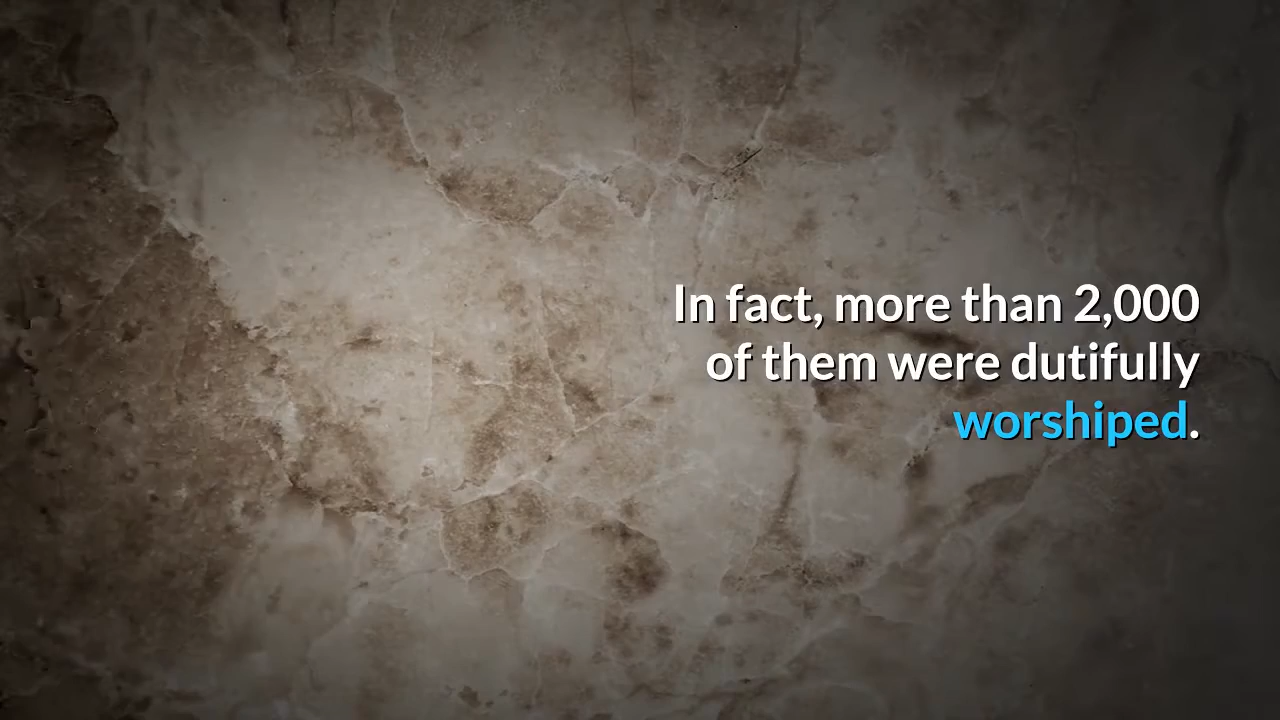 In fact, more than 2,000
of them were dutifully
worshiped.